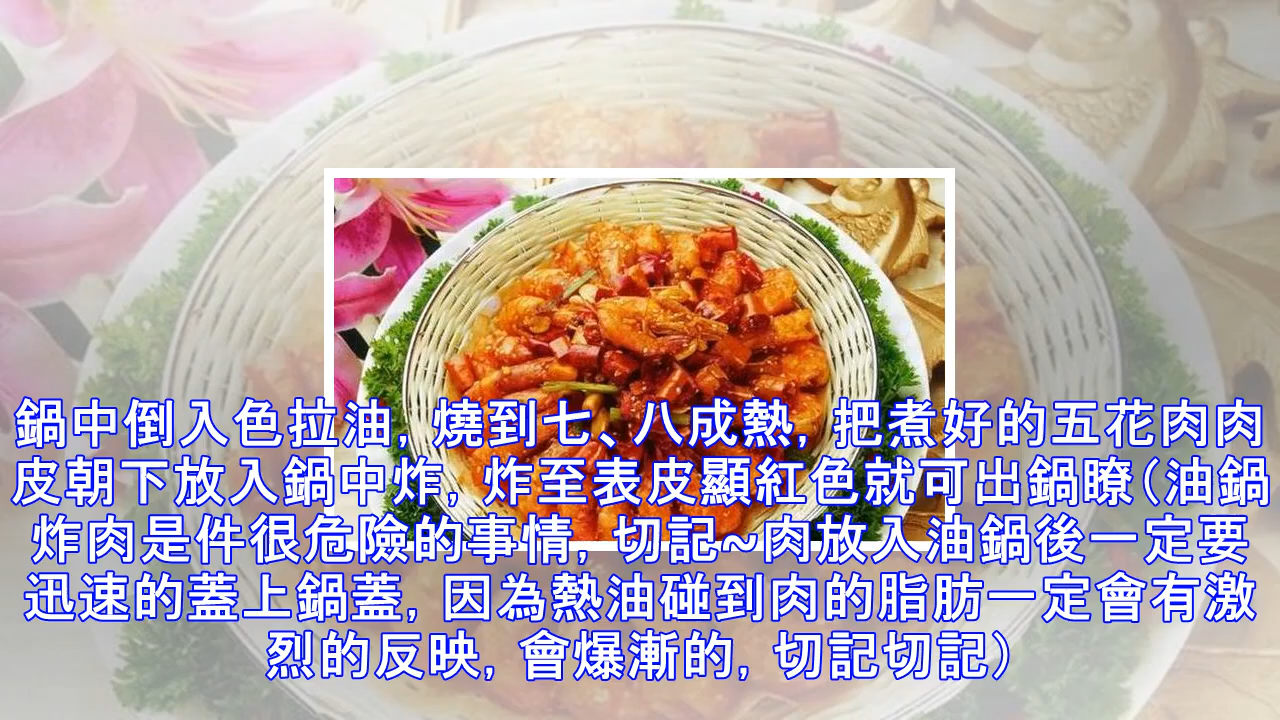 鍋中倒入色拉油, 燒到七、八成熱, 把煮好的五花肉肉
皮朝下放入鍋中炸, 炸至表皮顯紅色就可出鍋瞭(油鍋
炸肉是件很危險的事情, 切記~肉放入油鍋後一定要
迅速的蓋上鍋蓋, 因為熱油碰到肉的脂肪一定會有激
烈的反映, 會爆漸的, 切記切記)